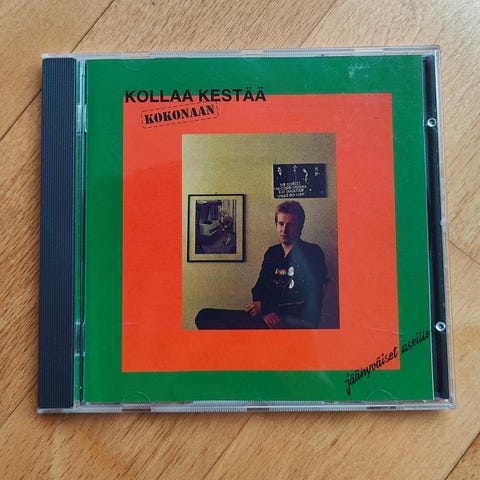 KOLLAA KESTÄÄ
KOKONAAN
jäähyväiset aseille